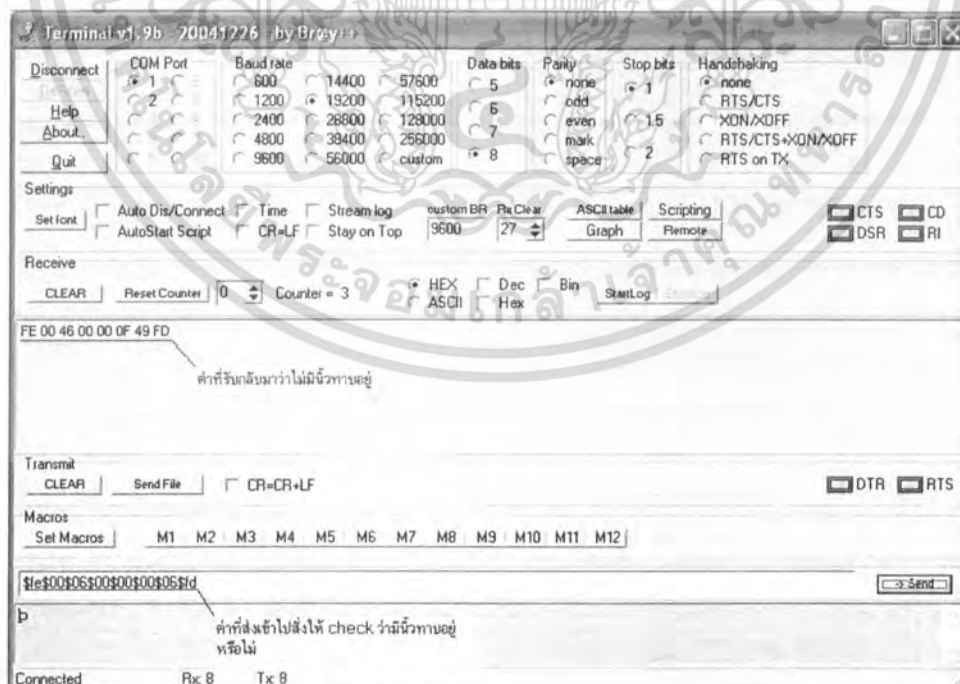 Terminal v1.9b - 20041226 - by Br@y++
Disconnect
Help
About..
Quit
COM Port
1
2
Baud rate
600 14400 57600
1200 19200 115200
2400 28800 128000
4800 38400 256000
9600 56000 custom
Data bits
5
6
7
8
Parity
none
odd
even
mark
space
Stop bits
1
1.5
2
Handshaking
none
RTS/CTS
XON/XOFF
RTS/CTS+XON/XOFF
RTS on TX
Settings
Set font
Auto Dis/Connect Time Stream log
AutoStart Script CR=LF Stay on Top
custom BR Rx Clear
9600 27
ASCII table Scripting
Graph Remote
CTS CD
DSR RI
Receive
CLEAR Reset Counter 0 Counter = 3
HEX Dec Bin
ASCII Hex
StartLog
FE 00 46 00 00 0F 49 FD
ค่าที่รับกลับมาว่าไม่มีนิ้วทาบอยู่
Transmit
CLEAR Send File CR=CR+LF
DTR RTS
Macros
Set Macros M1 M2 M3 M4 M5 M6 M7 M8 M9 M10 M11 M12
$fe$00$06$00$00$00$06$fd
-> Send
þ
ค่าที่ส่งเข้าไปสั่งให้ check ว่ามีนิ้วทาบอยู่
หรือไม่
Connected Rx: 8 Tx: 8